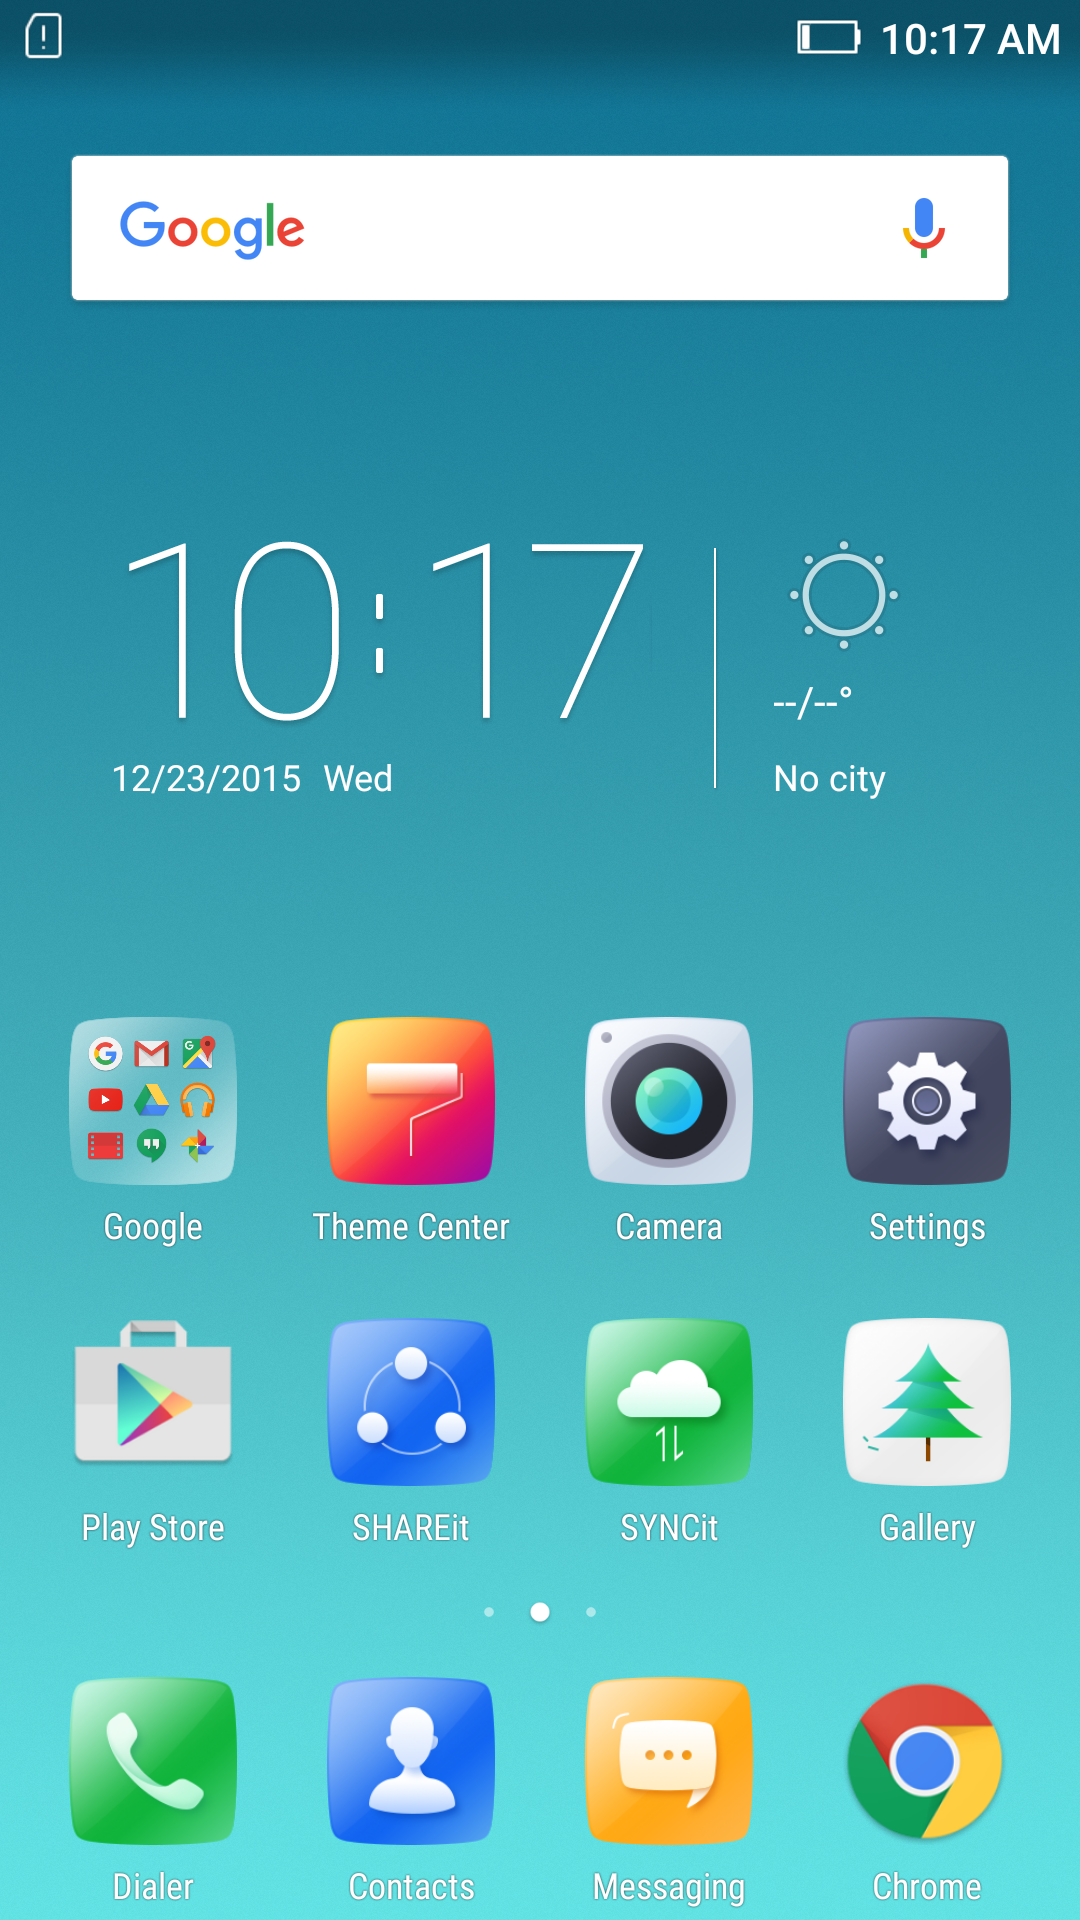 10:17 AM
Google
10:17
--/--°
12/23/2015 Wed
No city
Google Theme Center Camera Settings
Play Store SHAREit SYNCit Gallery
Dialer Contacts Messaging Chrome